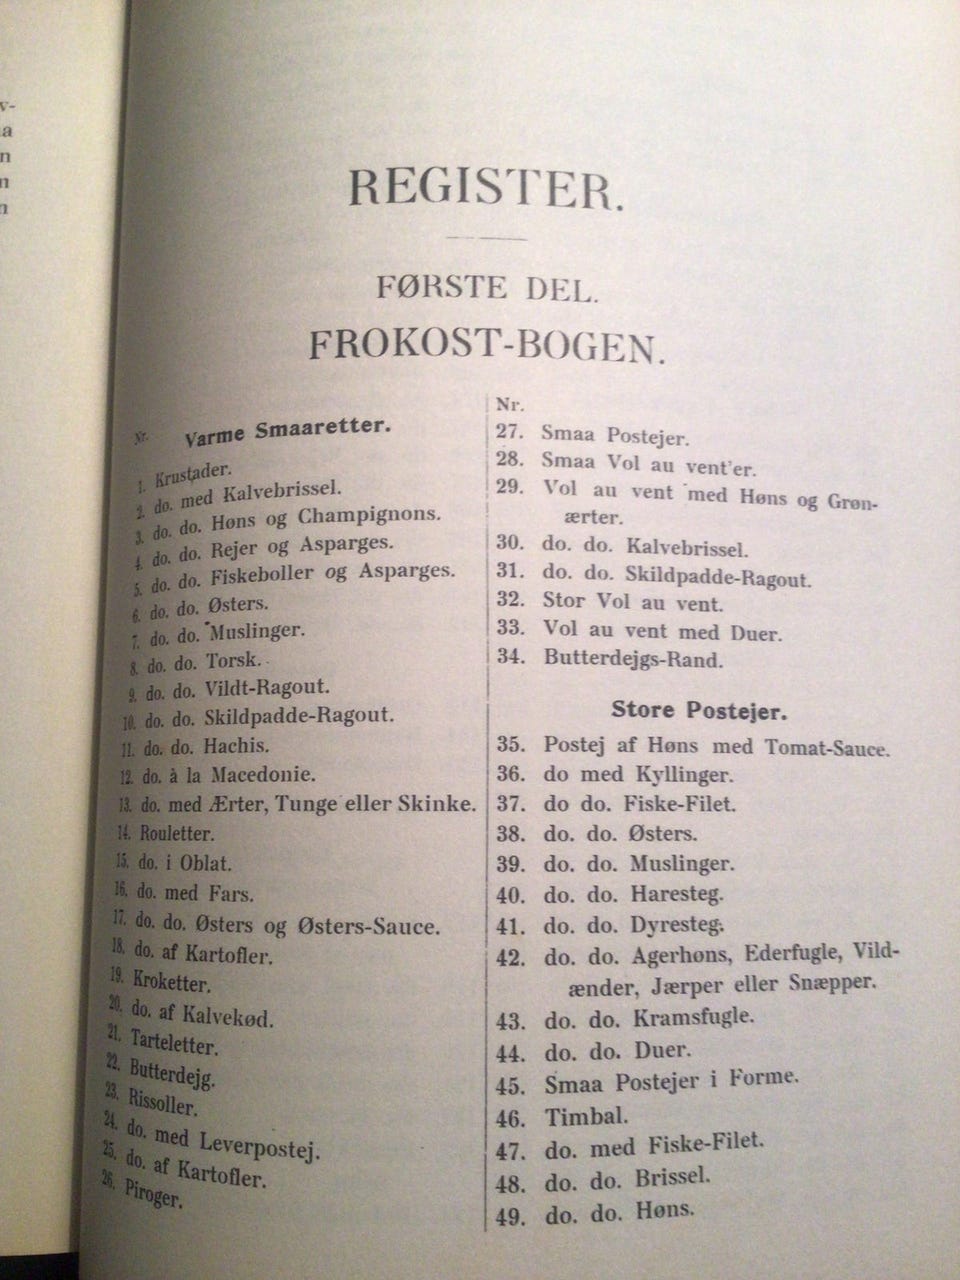 v-
a
n
n
n
REGISTER.
FØRSTE DEL.
FROKOST-BOGEN.
Nr. Varme Smaaretter.
1. Krustader.
2. do. med Kalvebrissel.
3. do. do. Høns og Champignons.
4. do. do. Rejer og Asparges.
5. do. do. Fiskeboller og Asparges.
6. do. do. Østers.
7. do. do. Muslinger.
8. do. do. Torsk.
9. do. do. Vildt-Ragout.
10. do. do. Skildpadde-Ragout.
11. do. do. Hachis.
12. do. à la Macedonie.
13. do. med Ærter, Tunge eller Skinke.
14. Rouletter.
15. do. i Oblat.
16. do. med Fars.
17. do. do. Østers og Østers-Sauce.
18. do. af Kartofler.
19. Kroketter.
20. do. af Kalvekød.
21. Tarteletter.
22. Butterdejg.
23. Rissoller.
24. do. med Leverpostej.
25. do. af Kartofler.
26. Piroger.
Nr.
27. Smaa Postejer.
28. Smaa Vol au vent'er.
29. Vol au vent med Høns og Grøn-
ærter.
30. do. do. Kalvebrissel.
31. do. do. Skildpadde-Ragout.
32. Stor Vol au vent.
33. Vol au vent med Duer.
34. Butterdejgs-Rand.
Store Postejer.
35. Postej af Høns med Tomat-Sauce.
36. do med Kyllinger.
37. do do. Fiske-Filet.
38. do. do. Østers.
39. do. do. Muslinger.
40. do. do. Haresteg.
41. do. do. Dyresteg.
42. do. do. Agerhøns, Ederfugle, Vild-
ænder, Jærper eller Snæpper.
43. do. do. Kramsfugle.
44. do. do. Duer.
45. Smaa Postejer i Forme.
46. Timbal.
47. do. med Fiske-Filet.
48. do. do. Brissel.
49. do. do. Høns.